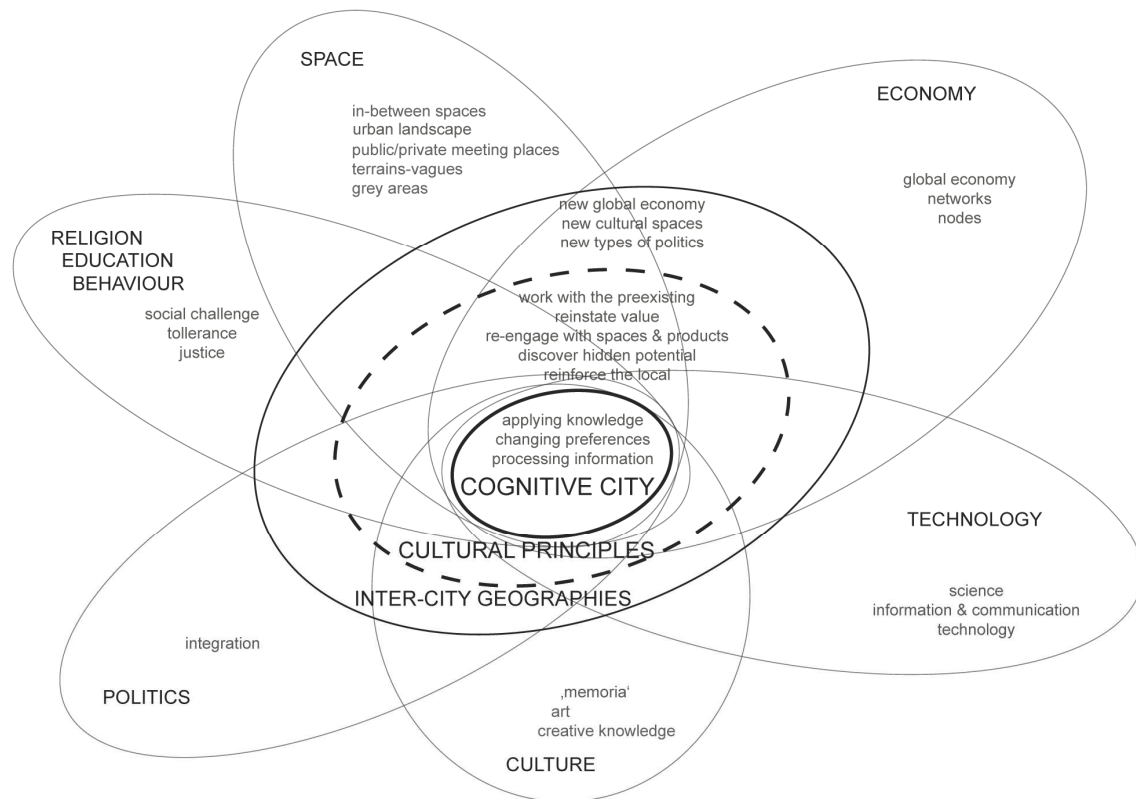 SPACE
in-between spaces
urban landscape
public/private meeting places
terrains-vagues
grey areas
ECONOMY
global economy
networks
nodes
RELIGION
EDUCATION
BEHAVIOUR
social challenge
tollerance
justice
new global economy
new cultural spaces
new types of politics
work with the preexisting
reinstate value
re-engage with spaces & products
discover hidden potential
reinforce the local
applying knowledge
changing preferences
processing information
COGNITIVE CITY
CULTURAL PRINCIPLES
INTER-CITY GEOGRAPHIES
TECHNOLOGY
science
information & communication
technology
integration
POLITICS
‚memoria‘
art
creative knowledge
CULTURE